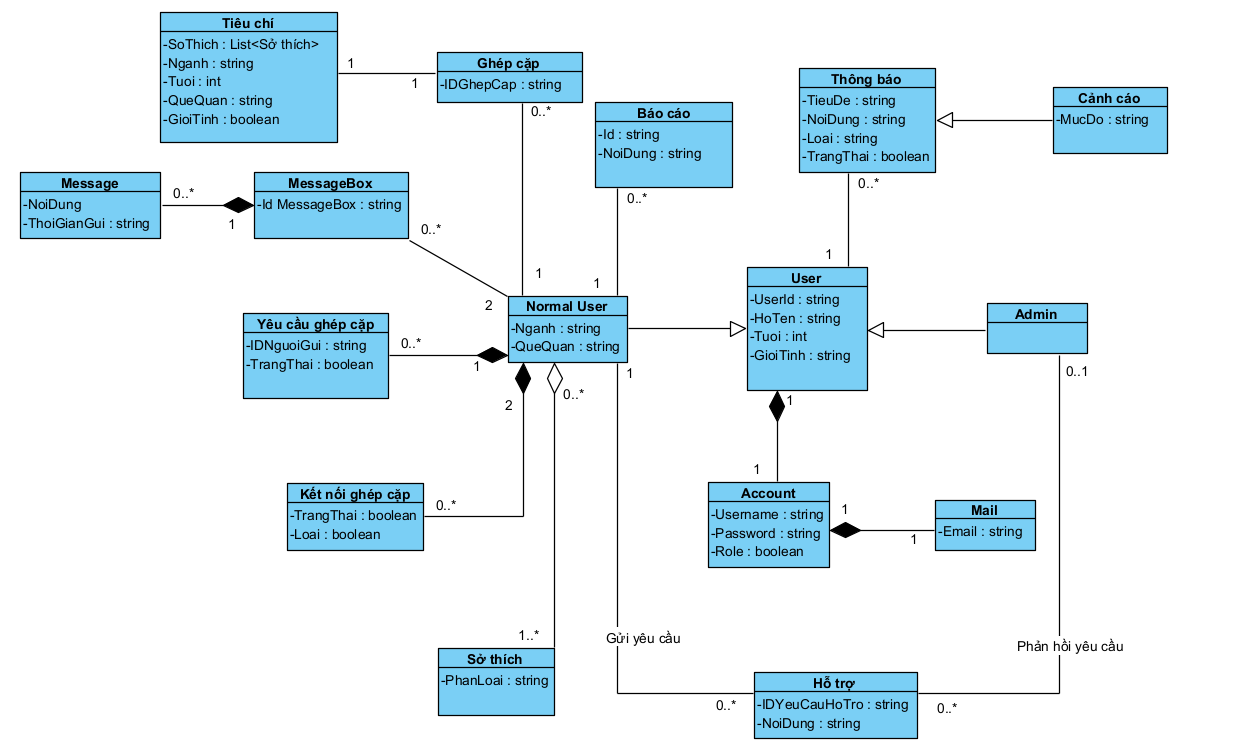 Tiêu chí
-SoThich : List<Sở thích>
-Nganh : string
-Tuoi : int
-QueQuan : string
-GioiTinh : boolean
1
1
Ghép cặp
-IDGhepCap : string
0..*
Báo cáo
-Id : string
-NoiDung : string
0..*
Thông báo
-TieuDe : string
-NoiDung : string
-Loai : string
-TrangThai : boolean
0..*
Cảnh cáo
-MucDo : string
Message
-NoiDung
-ThoiGianGui : string
0..*
1
MessageBox
-Id MessageBox : string
0..*
2
1
1
1
Normal User
-Nganh : string
-QueQuan : string
User
-UserId : string
-HoTen : string
-Tuoi : int
-GioiTinh : string
Admin
0..1
Yêu cầu ghép cặp
-IDNguoiGui : string
-TrangThai : boolean
0..*
1
2
0..*
1
1
Kết nối ghép cặp
-TrangThai : boolean
-Loai : boolean
0..*
1
Account
-Username : string
-Password : string
-Role : boolean
1
1
Mail
-Email : string
1..*
Sở thích
-PhanLoai : string
Gửi yêu cầu
Phản hồi yêu cầu
0..*
Hỗ trợ
-IDYeuCauHoTro : string
-NoiDung : string
0..*